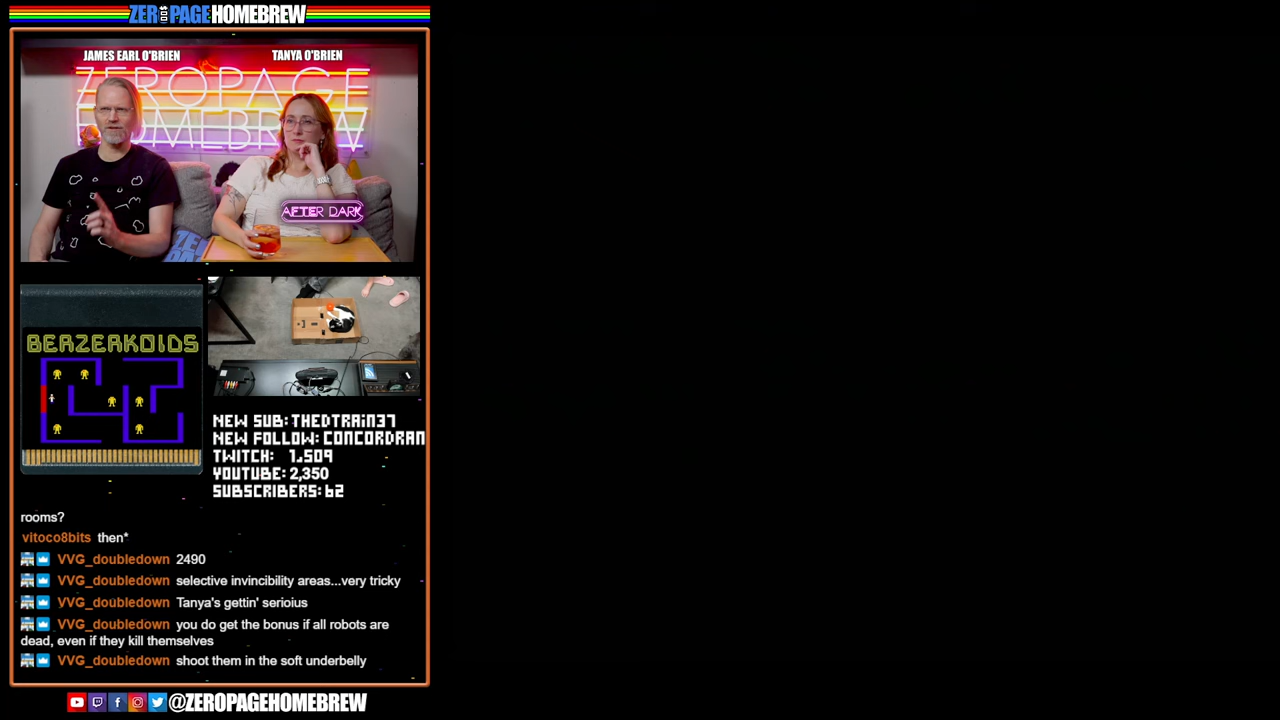 ZEROPAGE HOMEBREW
JAMES EARL O'BRIEN
TANYA O'BRIEN
ZEROPAGE
HOMEBREW
AFTER DARK
BERZERKOIDS
NEW SUB: THEDTRAIN37
NEW FOLLOW: CONCORDRAN
TWITCH: 1,509
YOUTUBE: 2,350
SUBSCRIBERS: 62
rooms?
vitoco8bits then*
VVG_doubledown 2490
VVG_doubledown selective invincibility areas...very tricky
VVG_doubledown Tanya's gettin' serioius
VVG_doubledown you do get the bonus if all robots are
dead, even if they kill themselves
VVG_doubledown shoot them in the soft underbelly
@ZEROPAGEHOMEBREW